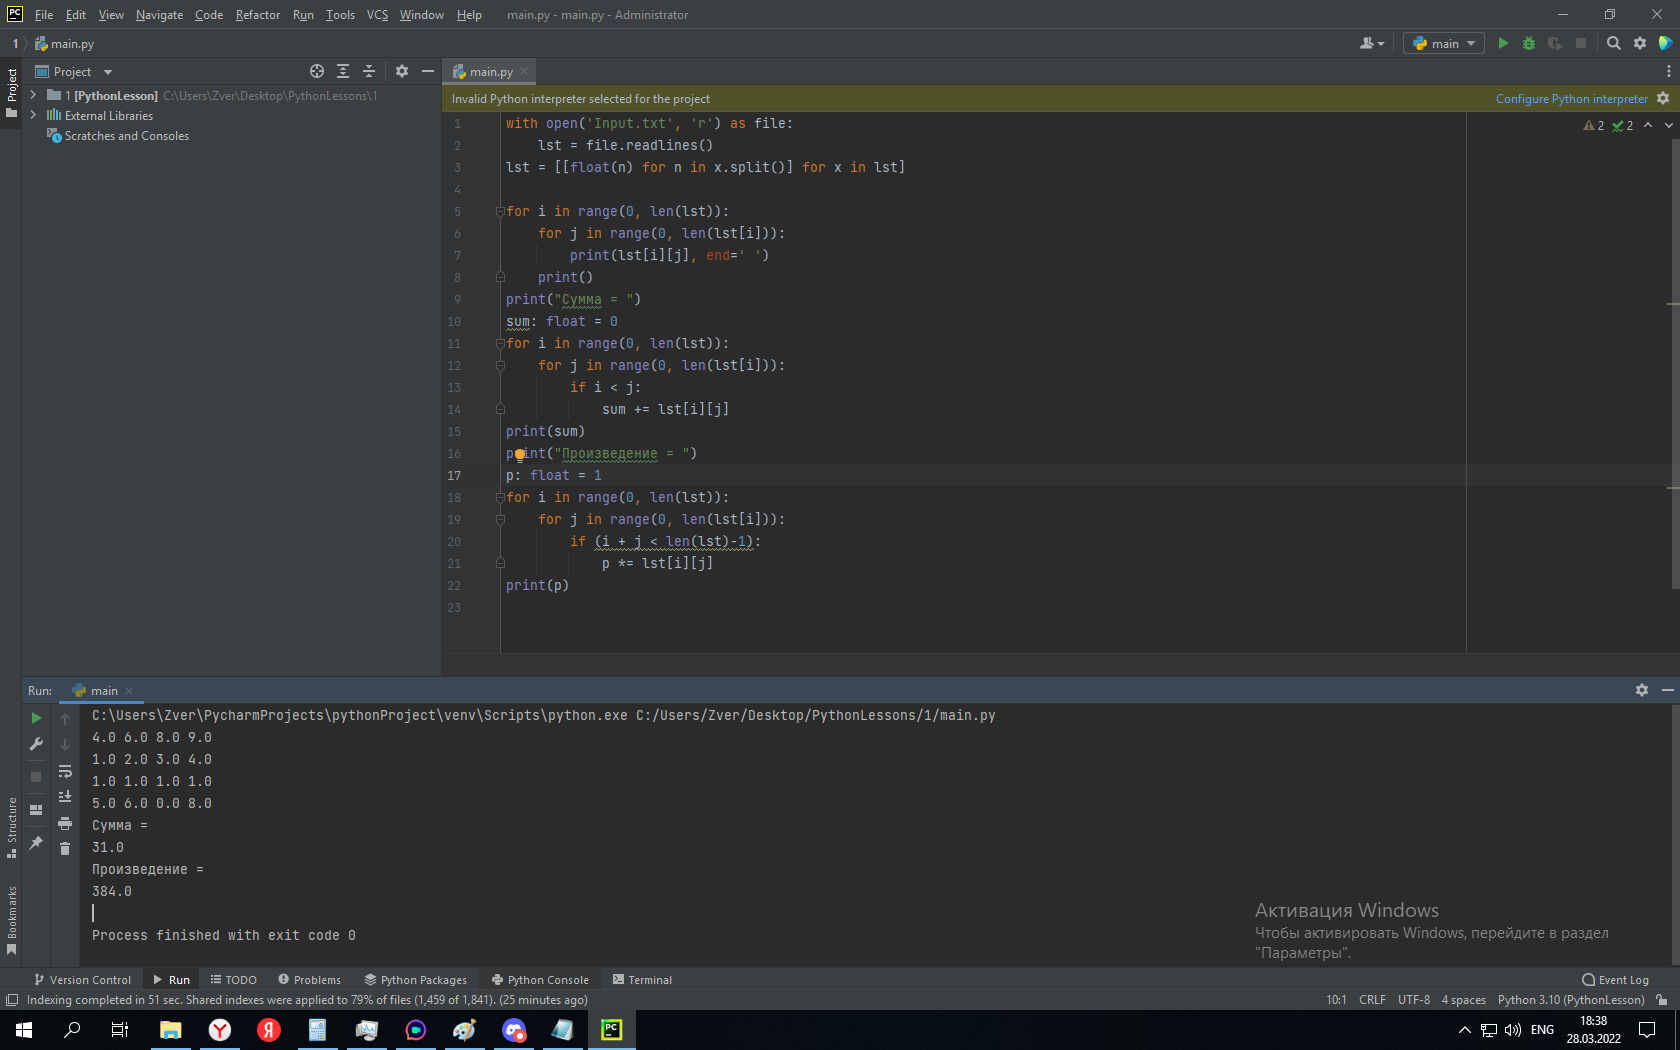 PC File Edit View Navigate Code Refactor Run Tools VCS Window Help main.py - main.py - Administrator
1 main.py main
Project Project main.py
1 [PythonLesson] C:\Users\Zver\Desktop\PythonLessons\1
External Libraries
Scratches and Consoles
Invalid Python interpreter selected for the project Configure Python interpreter
2 2
1 with open('Input.txt', 'r') as file:
2     lst = file.readlines()
3 lst = [[float(n) for n in x.split()] for x in lst]
4
5 for i in range(0, len(lst)):
6     for j in range(0, len(lst[i])):
7         print(lst[i][j], end=' ')
8     print()
9 print("Сумма = ")
10 sum: float = 0
11 for i in range(0, len(lst)):
12     for j in range(0, len(lst[i])):
13         if i < j:
14             sum += lst[i][j]
15 print(sum)
16 print("Произведение = ")
17 p: float = 1
18 for i in range(0, len(lst)):
19     for j in range(0, len(lst[i])):
20         if (i + j < len(lst)-1):
21             p *= lst[i][j]
22 print(p)
23
Run: main
C:\Users\Zver\PycharmProjects\pythonProject\venv\Scripts\python.exe C:/Users/Zver/Desktop/PythonLessons/1/main.py
4.0 6.0 8.0 9.0
1.0 2.0 3.0 4.0
1.0 1.0 1.0 1.0
5.0 6.0 0.0 8.0
Сумма =
31.0
Произведение =
384.0
Process finished with exit code 0
Structure
Bookmarks
Активация Windows
Чтобы активировать Windows, перейдите в раздел
"Параметры".
Version Control Run TODO Problems Python Packages Python Console Terminal Event Log
Indexing completed in 51 sec. Shared indexes were applied to 79% of files (1,459 of 1,841). (25 minutes ago) 10:1 CRLF UTF-8 4 spaces Python 3.10 (PythonLesson)
Я PC ENG 18:38
28.03.2022